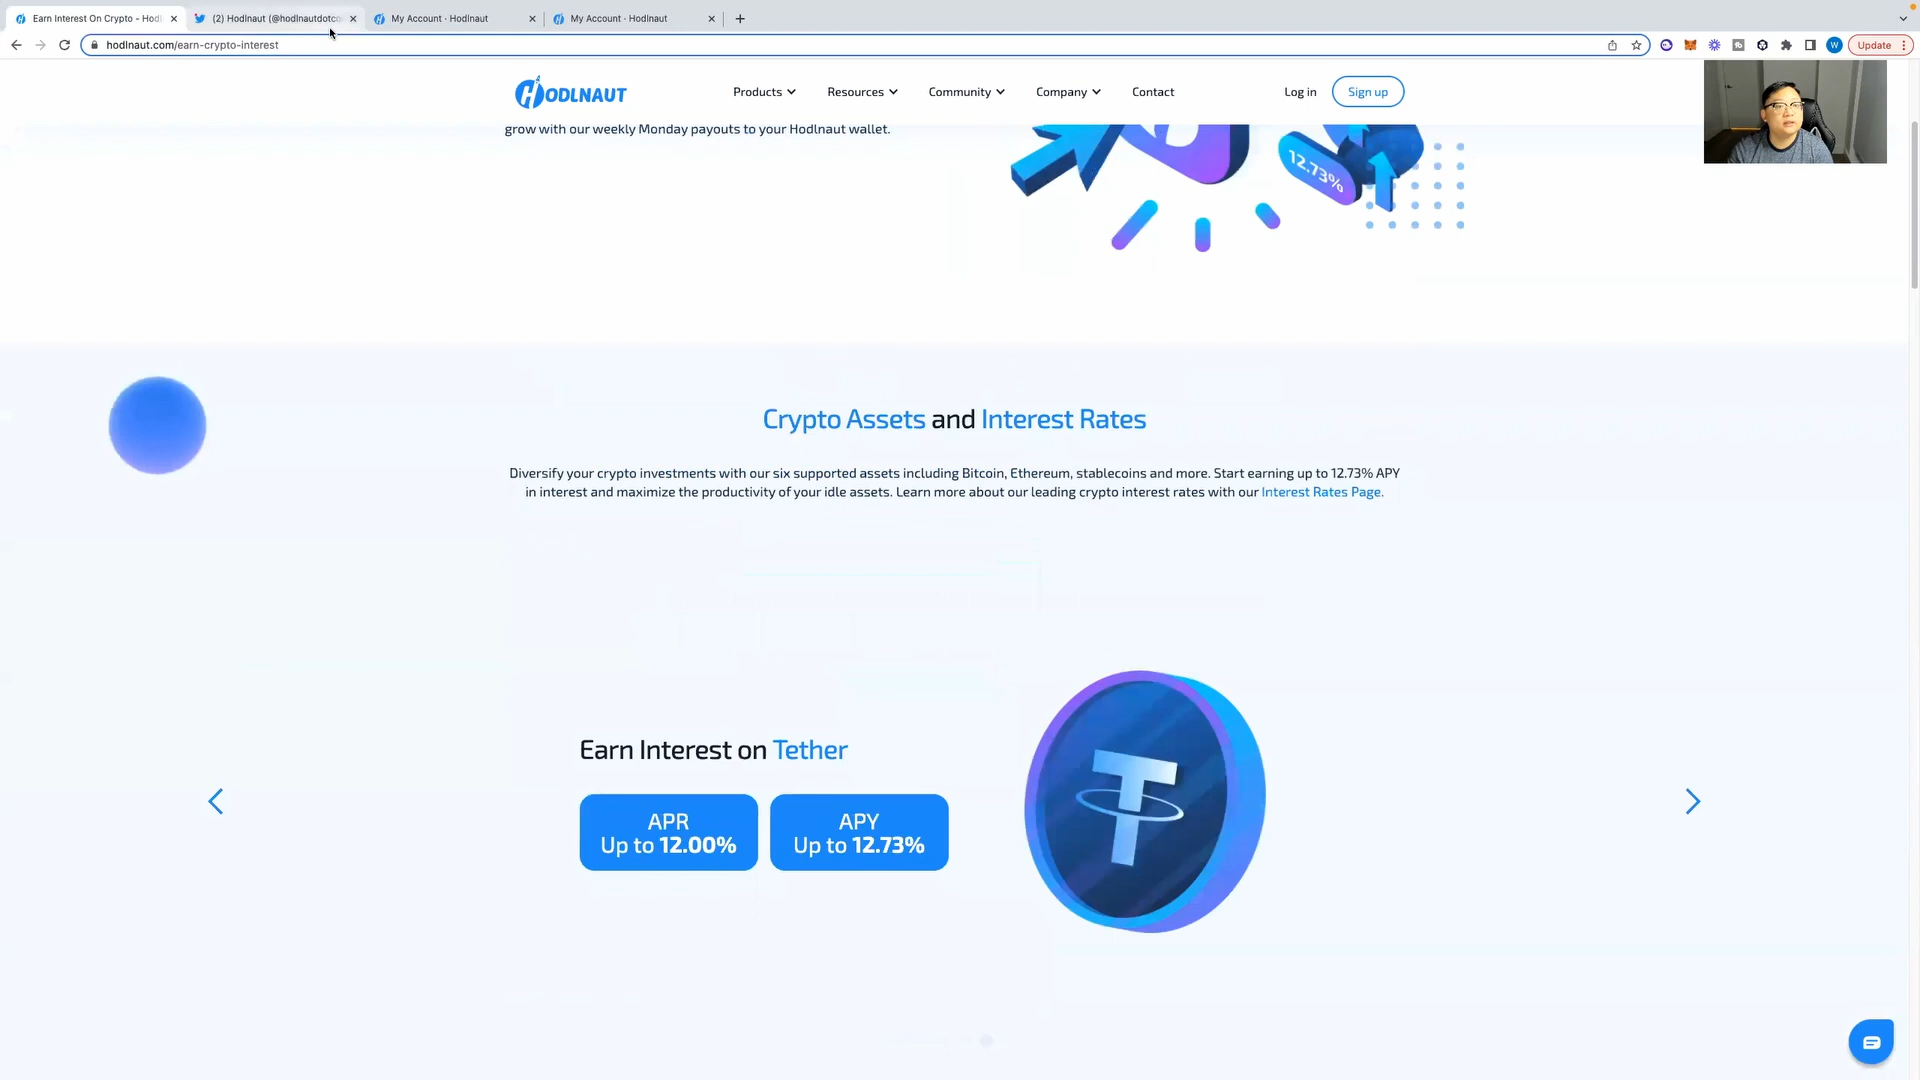 Earn Interest On Crypto - Hodl
(2) Hodlnaut (@hodlnautdotco
My Account · Hodlnaut
My Account · Hodlnaut
hodlnaut.com/earn-crypto-interest
W
Update
HODLNAUT
Products
Resources
Community
Company
Contact
Log in
Sign up
grow with our weekly Monday payouts to your Hodlnaut wallet.
12.73%
Crypto Assets and Interest Rates
Diversify your crypto investments with our six supported assets including Bitcoin, Ethereum, stablecoins and more. Start earning up to 12.73% APY
in interest and maximize the productivity of your idle assets. Learn more about our leading crypto interest rates with our Interest Rates Page.
Earn Interest on Tether
APR
Up to 12.00%
APY
Up to 12.73%